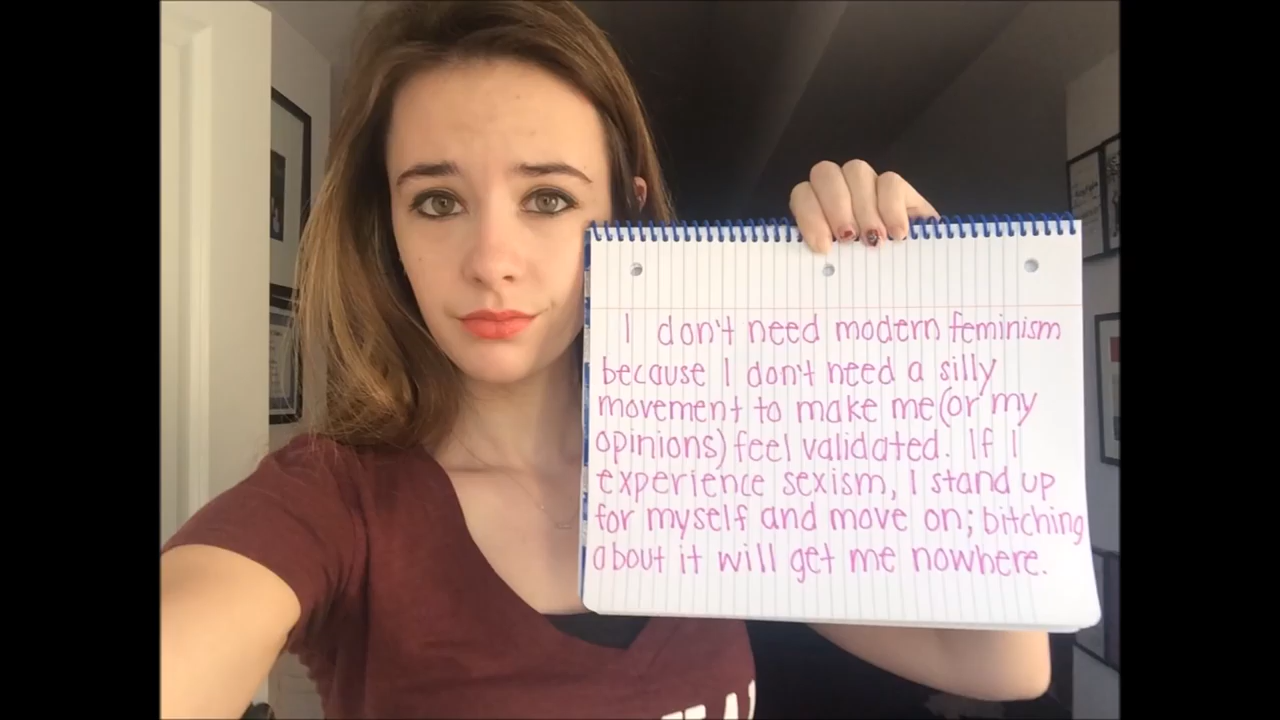 I don't need modern feminism
because I don't need a silly
movement to make me (or my
opinions) feel validated. If I
experience sexism, I stand up
for myself and move on; bitching
about it will get me nowhere.